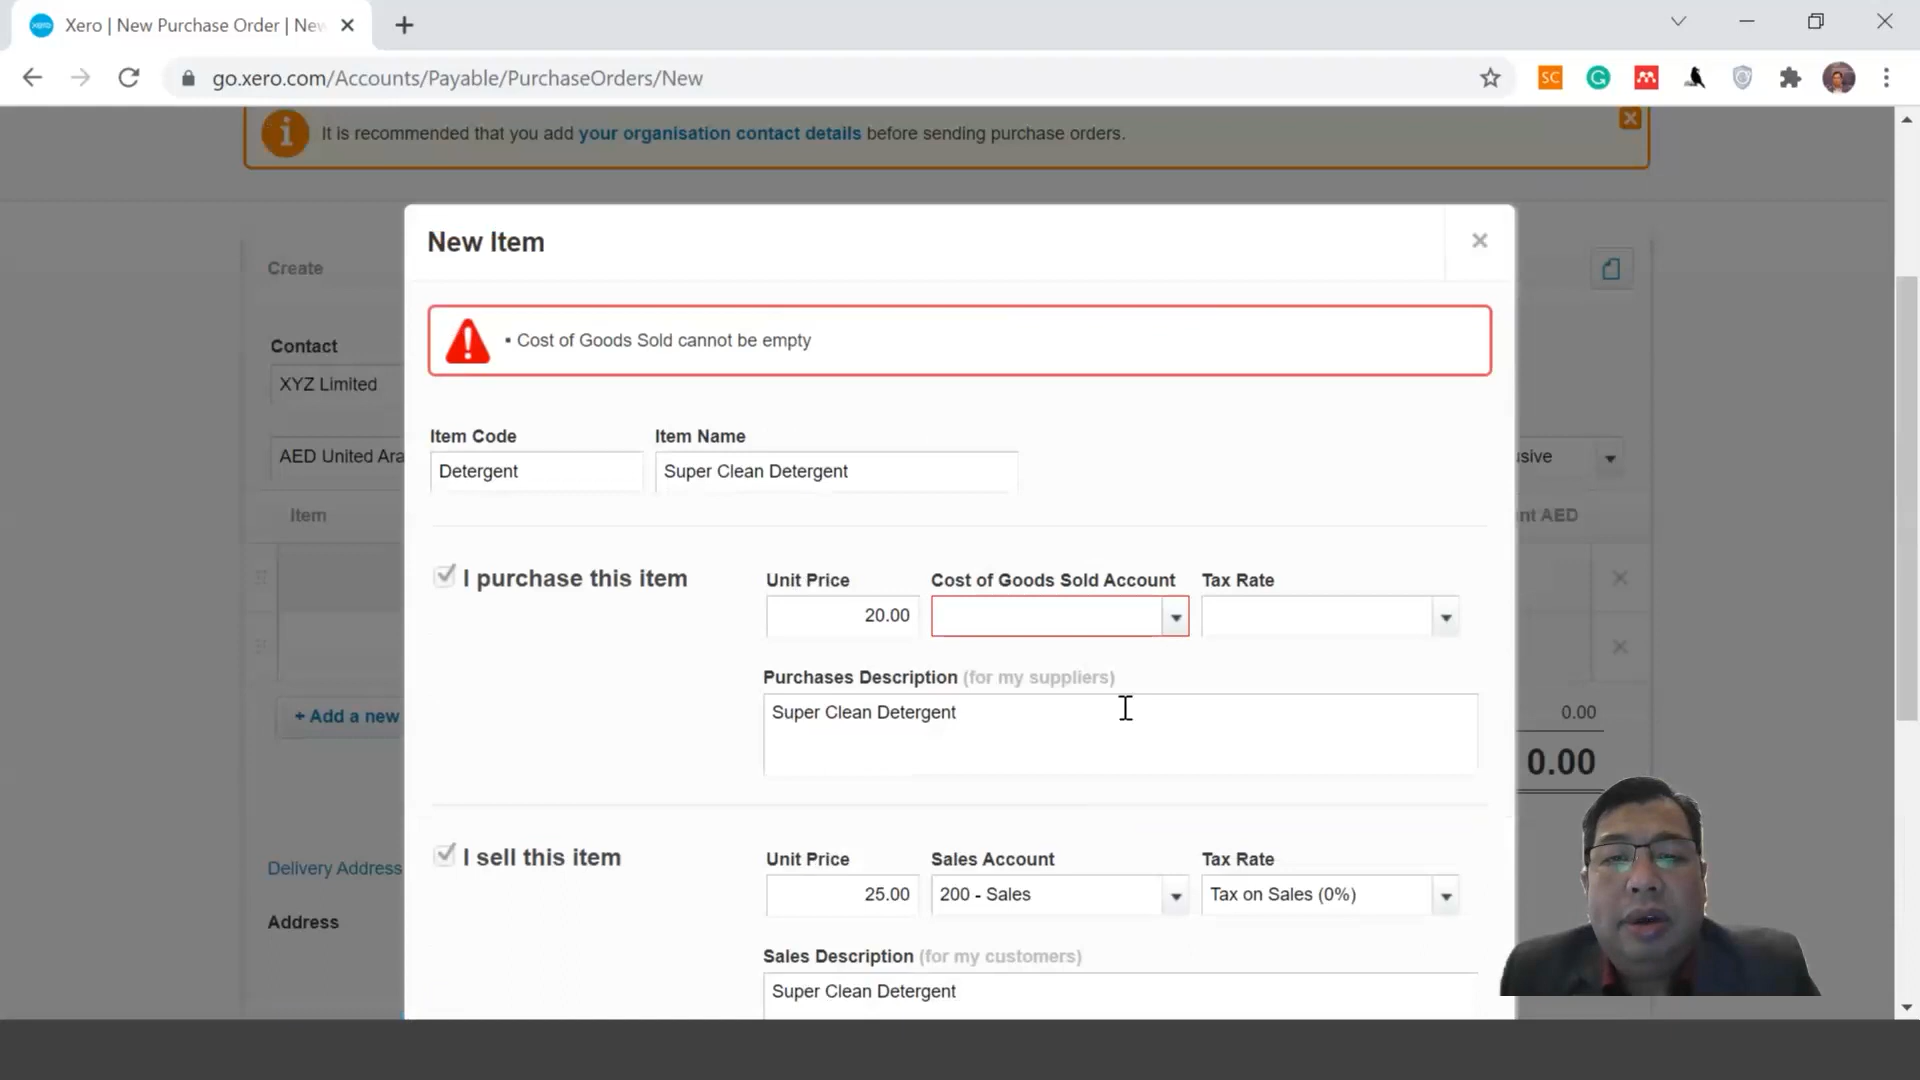 Xero | New Purchase Order | Nev
go.xero.com/Accounts/Payable/PurchaseOrders/New
SC
It is recommended that you add your organisation contact details before sending purchase orders.
New Item
Create
• Cost of Goods Sold cannot be empty
Contact
XYZ Limited
Item Code Item Name
AED United Ara Detergent Super Clean Detergent usive
Item nt AED
I purchase this item Unit Price Cost of Goods Sold Account Tax Rate
20.00
Purchases Description (for my suppliers)
+ Add a new Super Clean Detergent 0.00
0.00
I sell this item Unit Price Sales Account Tax Rate
Delivery Address 25.00 200 - Sales Tax on Sales (0%)
Address
Sales Description (for my customers)
Super Clean Detergent